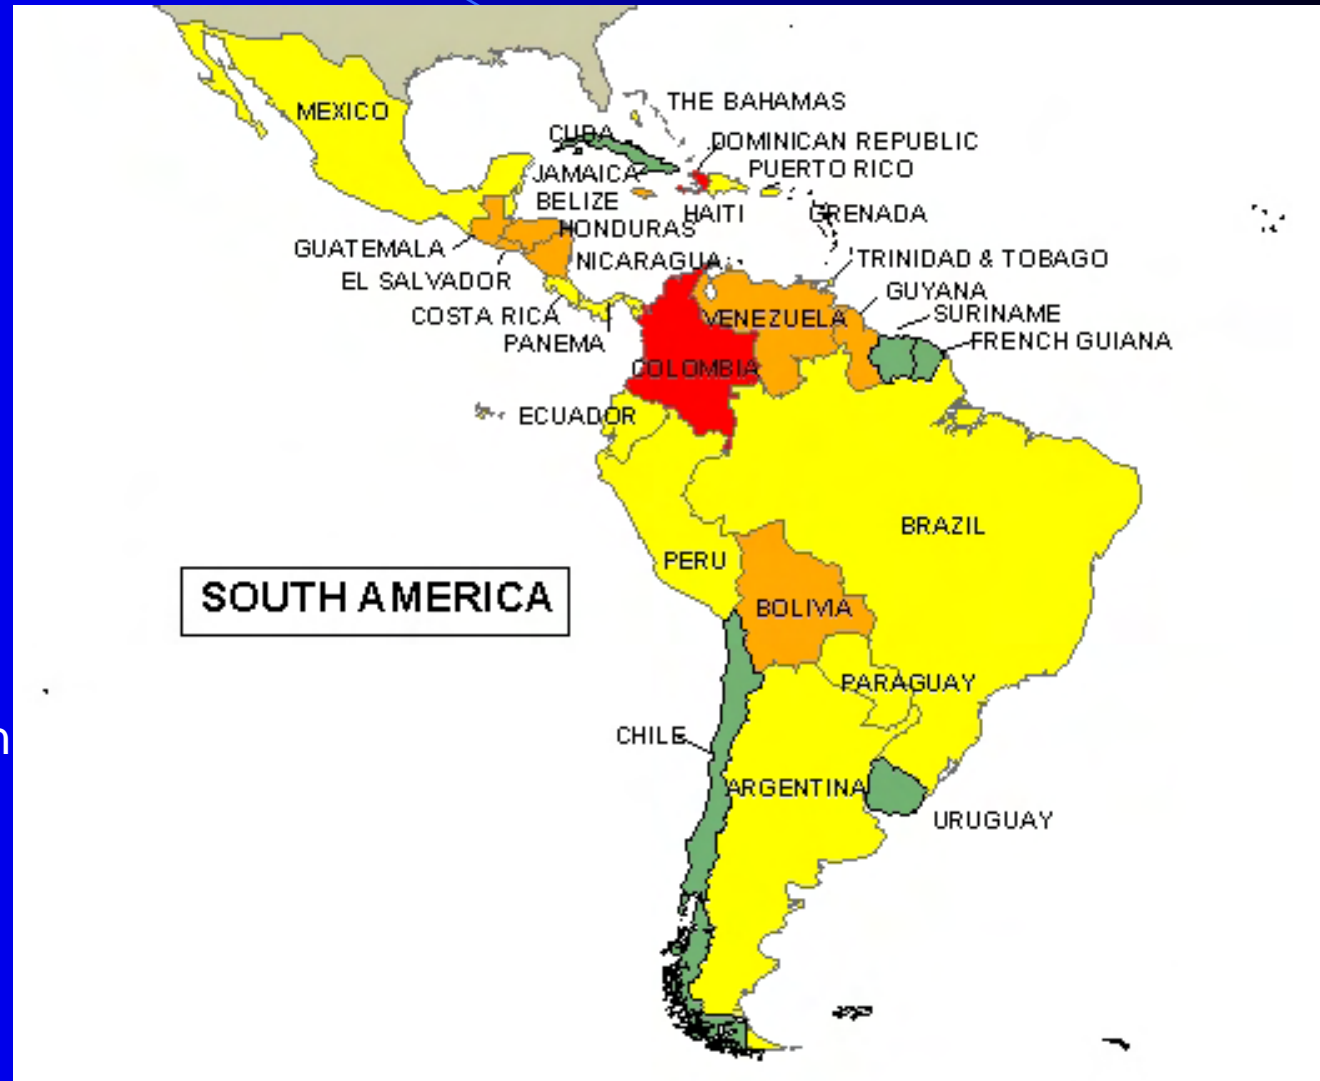 MEXICO
THE BAHAMAS
CUBA
DOMINICAN REPUBLIC
JAMAICA
PUERTO RICO
BELIZE
HAITI
GRENADA
HONDURAS
GUATEMALA
NICARAGUA
TRINIDAD & TOBAGO
EL SALVADOR
GUYANA
COSTA RICA
VENEZUELA
SURINAME
PANEMA
FRENCH GUIANA
COLOMBIA
ECUADOR
BRAZIL
PERU
SOUTH AMERICA
BOLIVIA
PARAGUAY
CHILE
n
ARGENTINA
URUGUAY